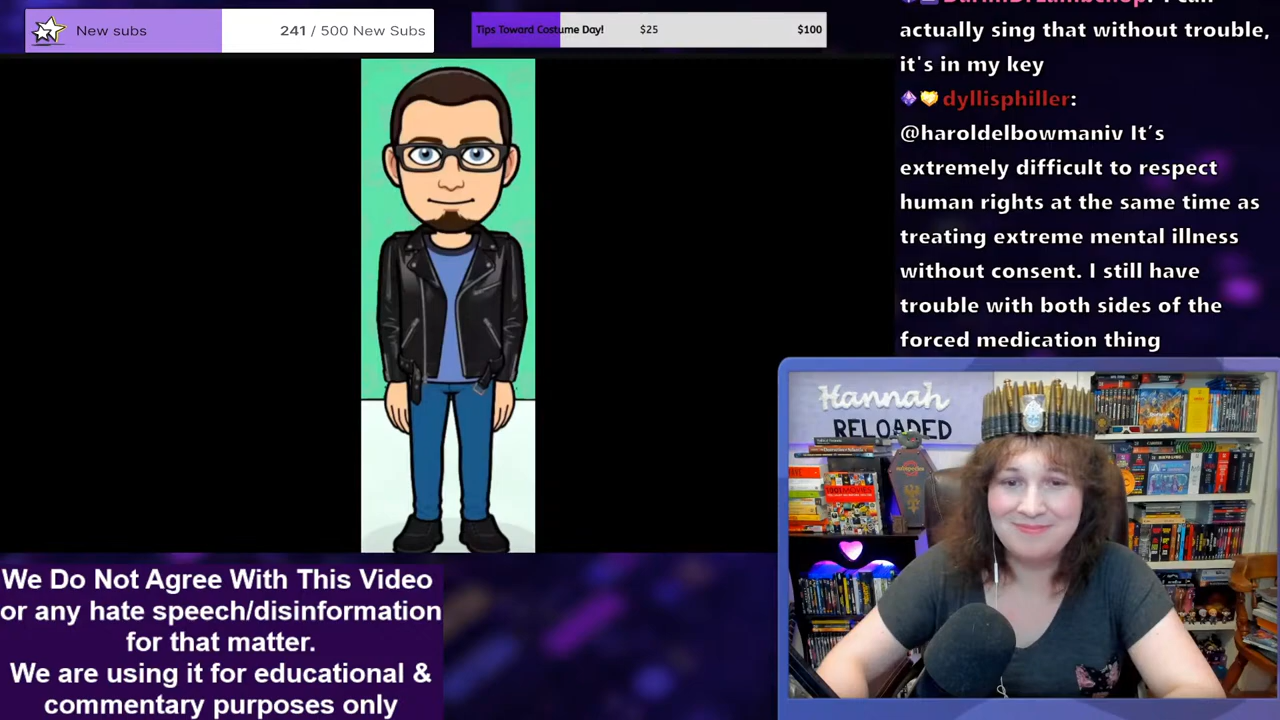 New subs
241 / 500 New Subs
Tips Toward Costume Day!
$25
$100
actually sing that without trouble,
it's in my key
dyllisphiller:
@haroldelbowmaniv It's
extremely difficult to respect
human rights at the same time as
treating extreme mental illness
without consent. I still have
trouble with both sides of the
forced medication thing
Hannah
RELOADED
1001 MOVIES
We Do Not Agree With This Video
or any hate speech/disinformation
for that matter.
We are using it for educational &
commentary purposes only